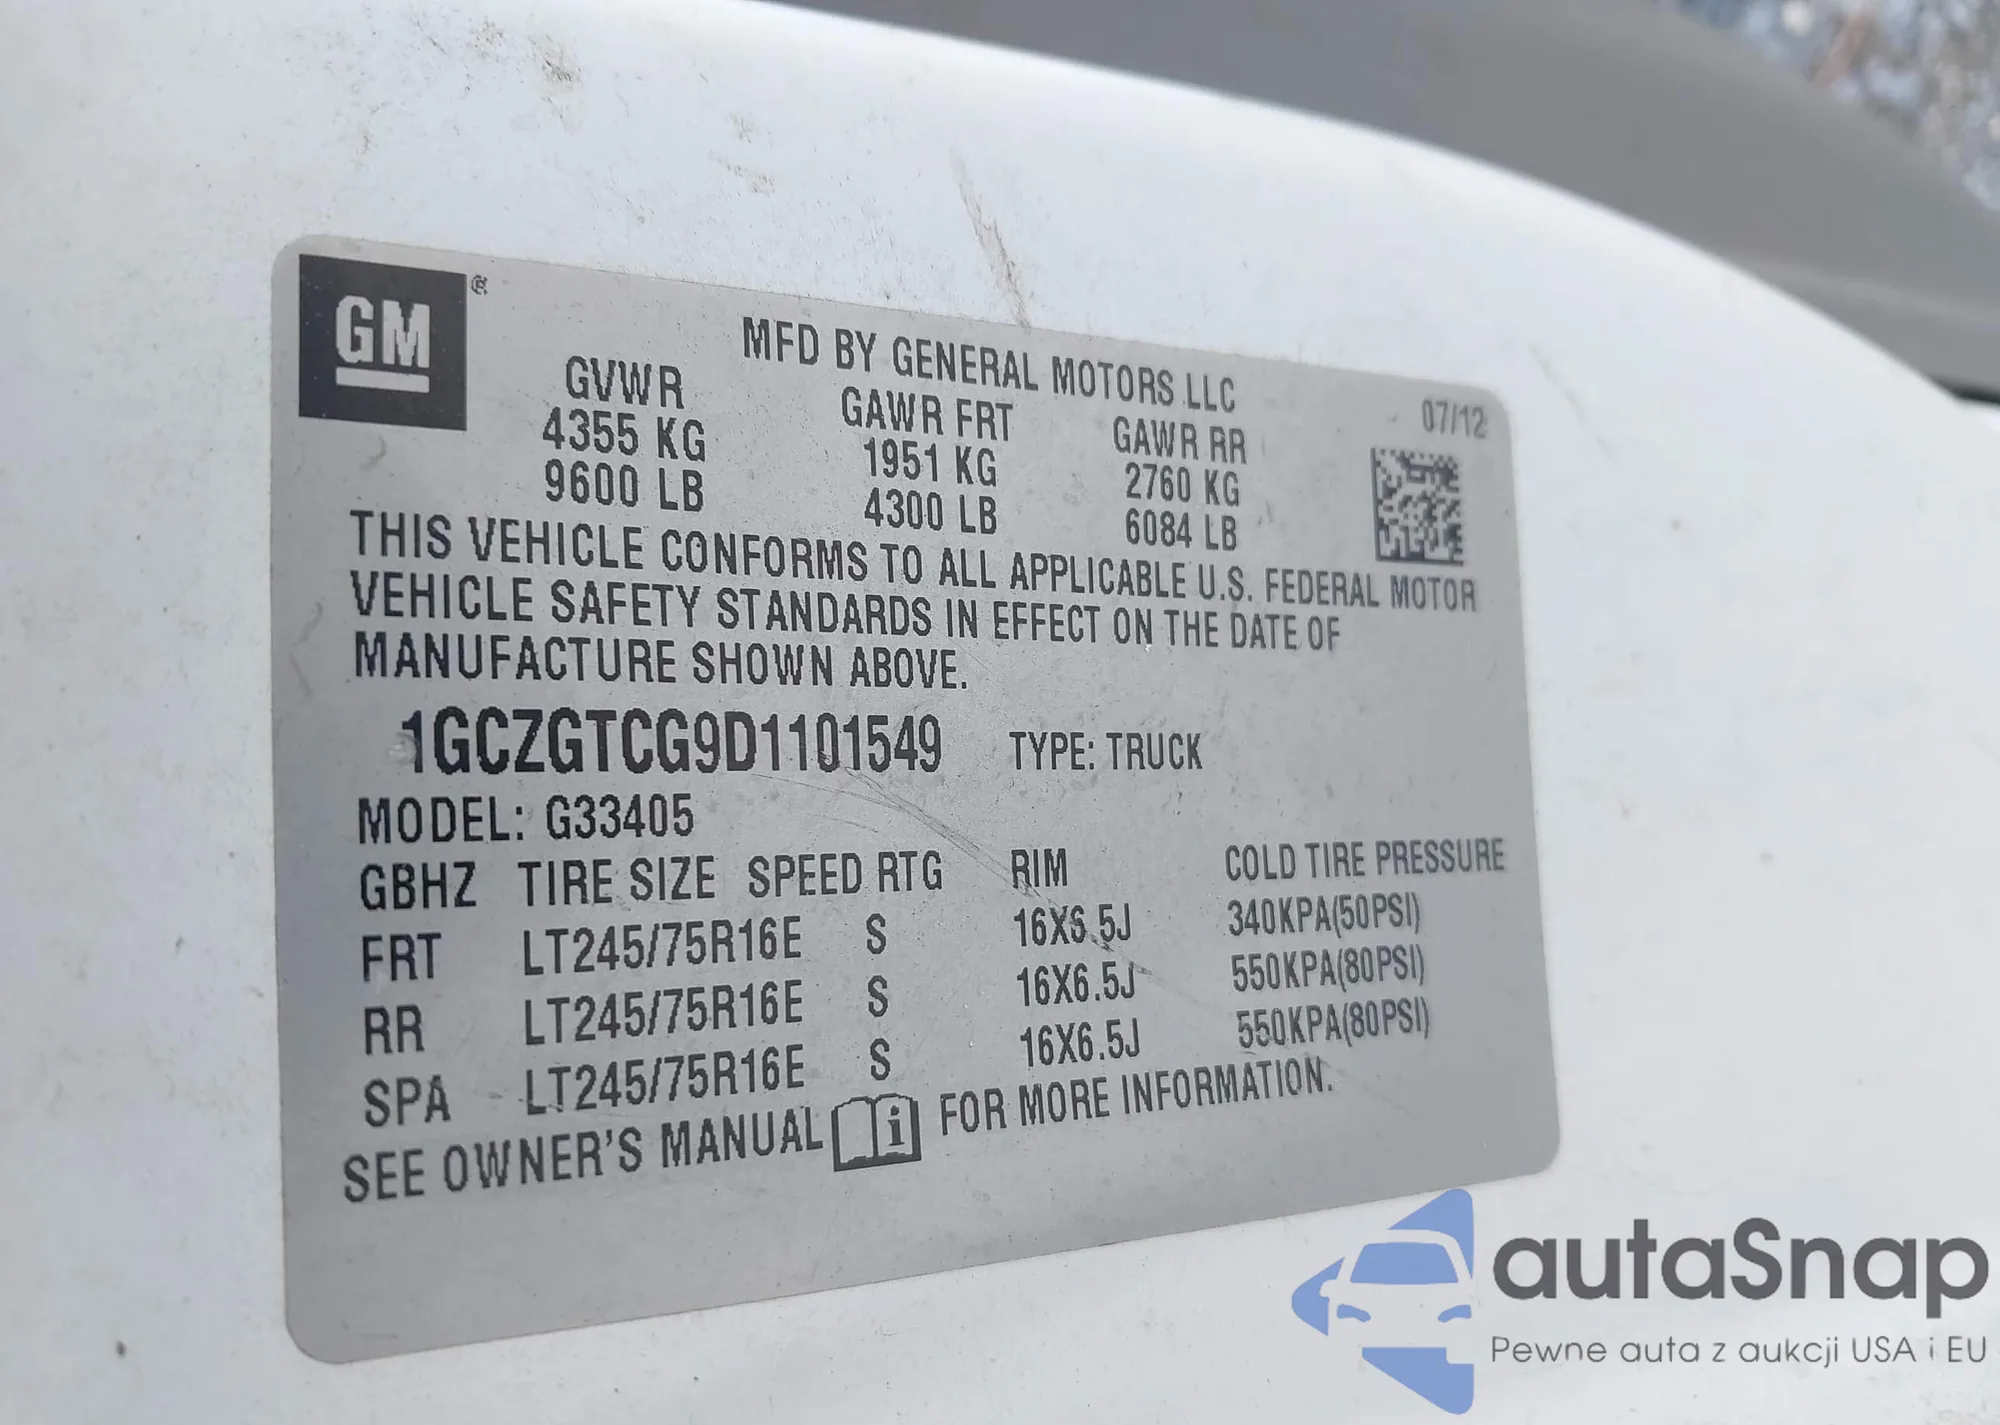 GM ®
MFD BY GENERAL MOTORS LLC
GVWR GAWR FRT GAWR RR 07/12
4355 KG 1951 KG 2760 KG
9600 LB 4300 LB 6084 LB
THIS VEHICLE CONFORMS TO ALL APPLICABLE U.S. FEDERAL MOTOR
VEHICLE SAFETY STANDARDS IN EFFECT ON THE DATE OF
MANUFACTURE SHOWN ABOVE.
1GCZGTCG9D1101549 TYPE: TRUCK
MODEL: G33405
GBHZ TIRE SIZE SPEED RTG RIM COLD TIRE PRESSURE
FRT LT245/75R16E S 16X6.5J 340KPA(50PSI)
RR LT245/75R16E S 16X6.5J 550KPA(80PSI)
SPA LT245/75R16E S 16X6.5J 550KPA(80PSI)
SEE OWNER'S MANUAL i FOR MORE INFORMATION.
autaSnap
Pewne auta z aukcji USA i EU